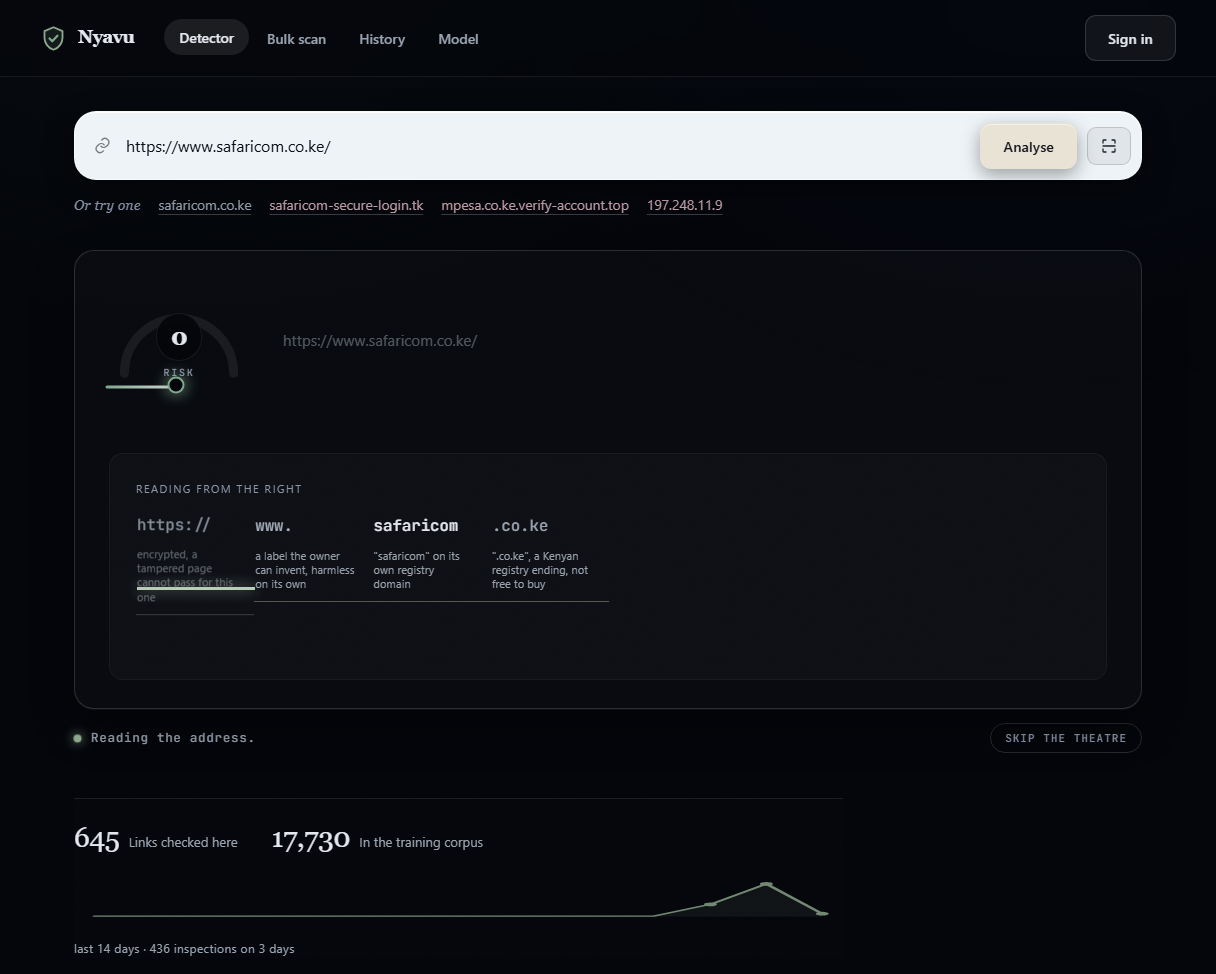 Nyavu
Detector
Bulk scan
History
Model
Sign in
https://www.safaricom.co.ke/
Analyse
Or try one safaricom.co.ke safaricom-secure-login.tk mpesa.co.ke.verify-account.top 197.248.11.9
0
RISK
https://www.safaricom.co.ke/
READING FROM THE RIGHT
https://
encrypted, a
tampered page
cannot pass for this
one
www.
a label the owner
can invent, harmless
on its own
safaricom
"safaricom" on its
own registry
domain
.co.ke
".co.ke", a Kenyan
registry ending, not
free to buy
Reading the address.
SKIP THE THEATRE
645 Links checked here
17,730 In the training corpus
last 14 days · 436 inspections on 3 days